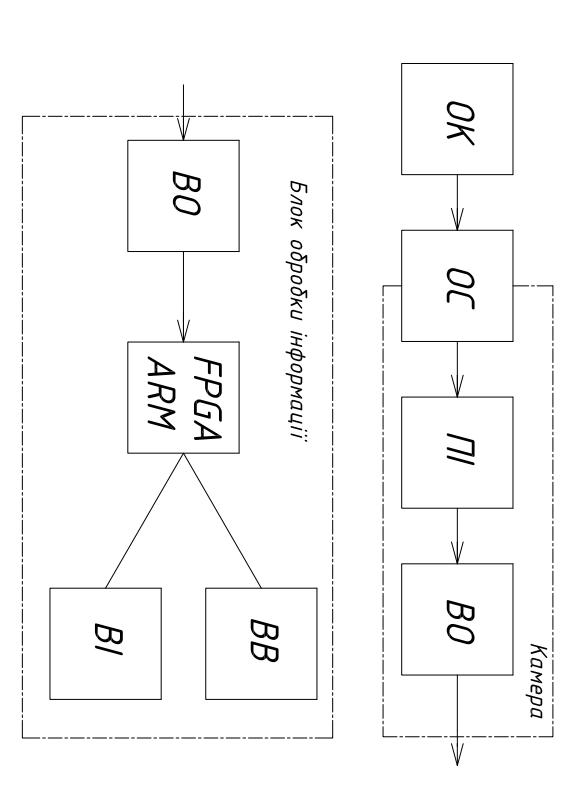 ОК
ОС
ПІ
ВО
Камера
Блок обробки інформації
ВО
FPGA
ARM
ВВ
ВІ